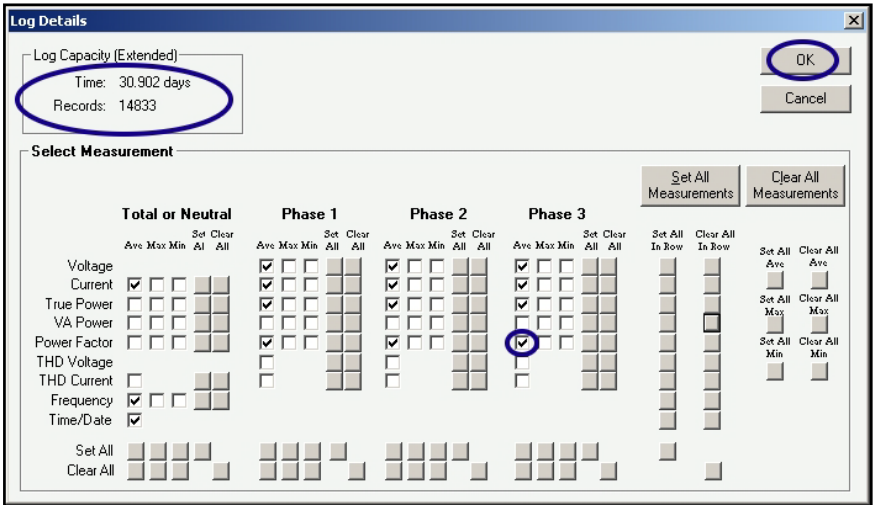 Log Details
Log Capacity (Extended)
Time: 30.902 days
Records: 14833
OK
Cancel
Select Measurement
Set All Measurements
Clear All Measurements
Total or Neutral
Phase 1
Phase 2
Phase 3
Ave Max Min Set Al Clear All
Ave Max Min Set All Clear All
Ave Max Min Set All Clear All
Ave Max Min Set All Clear All
Set All In Row
Clear All In Row
Set All Ave
Clear All Ave
Set All Max
Clear All Max
Set All Min
Clear All Min
Voltage
Current
True Power
VA Power
Power Factor
THD Voltage
THD Current
Frequency
Time/Date
Set All
Clear All